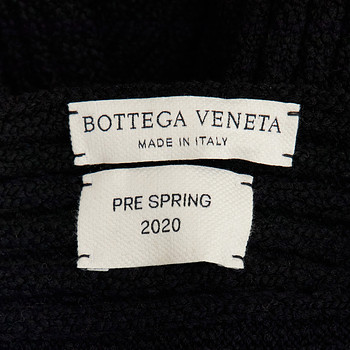 BOTTEGA VENETA
MADE IN ITALY
PRE SPRING
2020